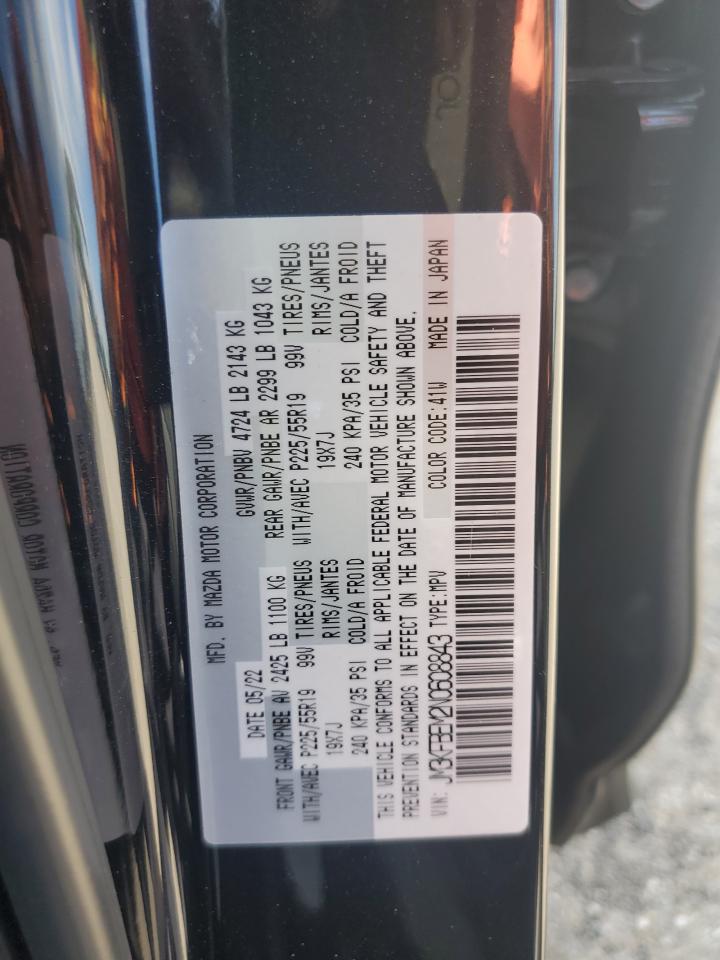 MFD. BY MAZDA MOTOR CORPORATION
DATE 05/22 GVWR/PNBV 4724 LB 2143 KG
FRONT GAWR/PNBE AV 2425 LB 1100 KG REAR GAWR/PNBE AR 2299 LB 1043 KG
WITH/AVEC P225/55R19 99V TIRES/PNEUS WITH/AVEC P225/55R19 99V TIRES/PNEUS
19X7J RIMS/JANTES 19X7J RIMS/JANTES
240 KPA/35 PSI COLD/A FROID 240 KPA/35 PSI COLD/A FROID
THIS VEHICLE CONFORMS TO ALL APPLICABLE FEDERAL MOTOR VEHICLE SAFETY AND THEFT
PREVENTION STANDARDS IN EFFECT ON THE DATE OF MANUFACTURE SHOWN ABOVE.
VIN: JM3KFBEM2N0608843 TYPE:MPV COLOR CODE:41W MADE IN JAPAN